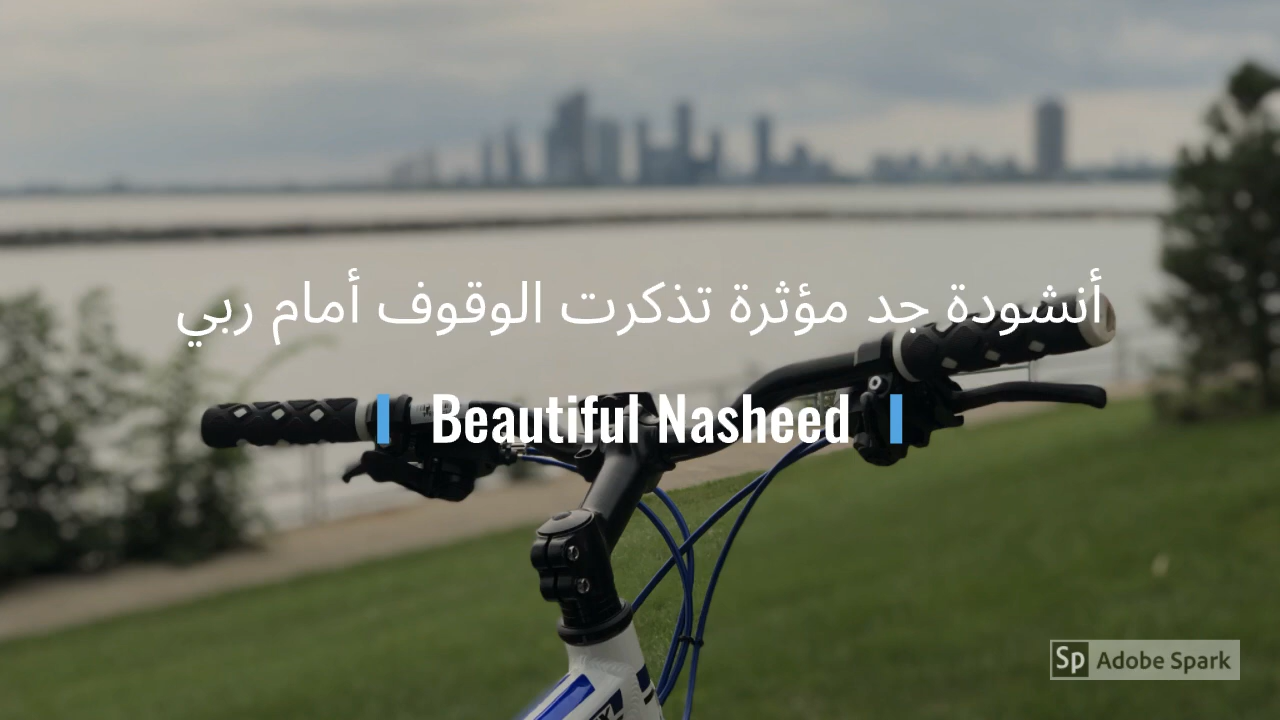 أنشودة جد مؤثرة تذكرت الوقوف أمام ربي
Beautiful Nasheed
Sp Adobe Spark